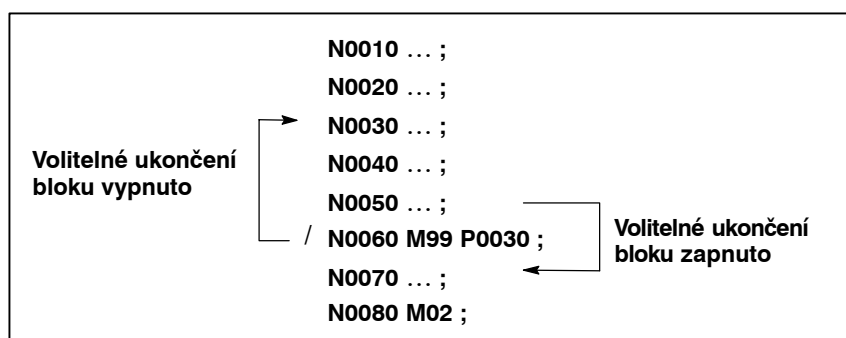 N0010 ... ;
N0020 ... ;
N0030 ... ;
N0040 ... ;
Volitelné ukončení
bloku vypnuto
N0050 ... ;
/ N0060 M99 P0030 ;
Volitelné ukončení
bloku zapnuto
N0070 ... ;
N0080 M02 ;